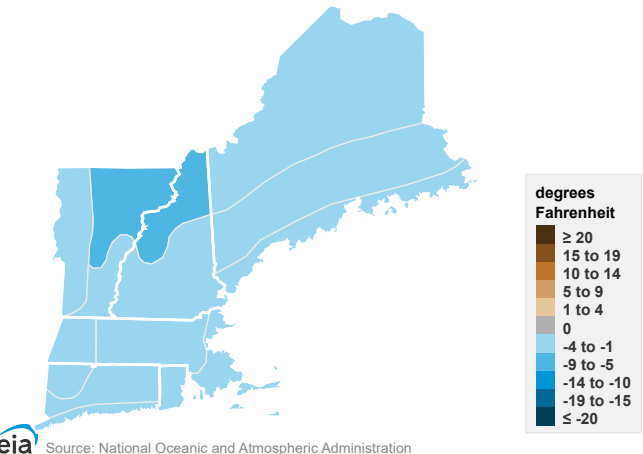 degrees
Fahrenheit
≥ 20
15 to 19
10 to 14
5 to 9
1 to 4
0
-4 to -1
-9 to -5
-14 to -10
-19 to -15
≤ -20
eia Source: National Oceanic and Atmospheric Administration